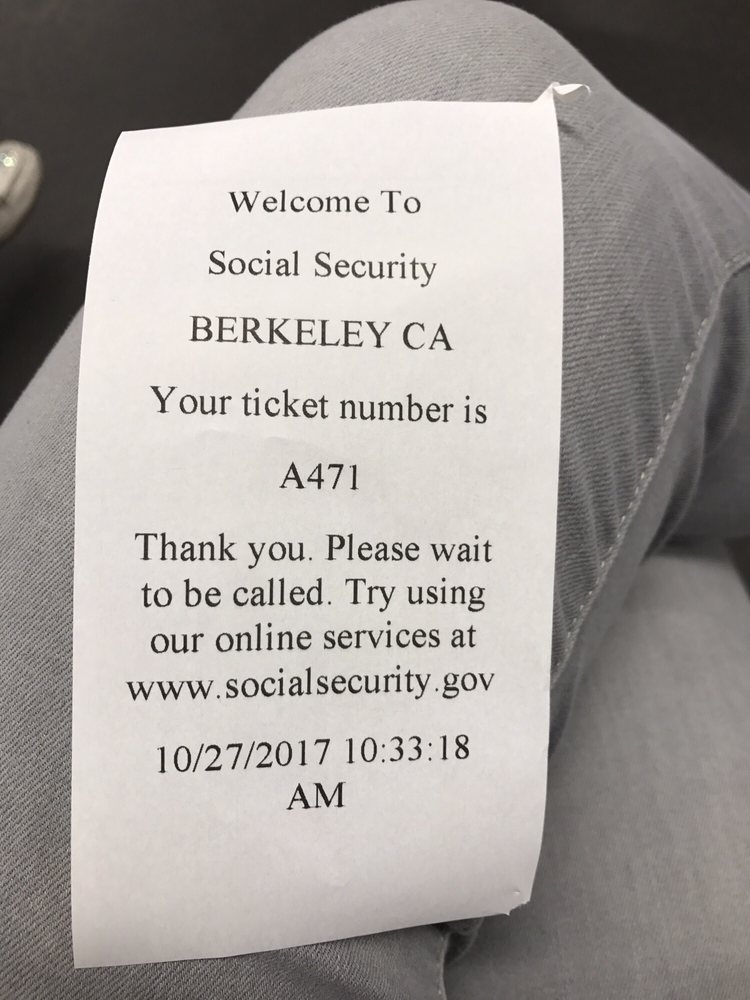 Welcome To
Social Security
BERKELEY CA
Your ticket number is
A471
Thank you. Please wait
to be called. Try using
our online services at
www.socialsecurity.gov
10/27/2017 10:33:18
AM